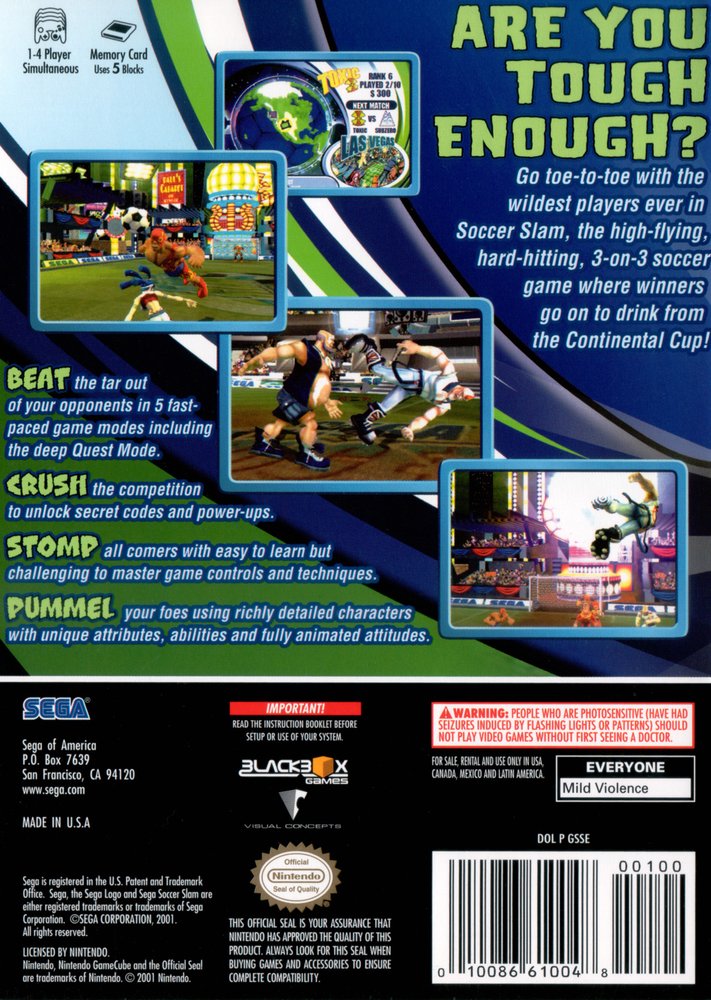 1-4 Player
Simultaneous
Memory Card
Uses 5 Blocks
ARE YOU
TOUGH
ENOUGH?
Go toe-to-toe with the
wildest players ever in
Soccer Slam, the high-flying,
hard-hitting, 3-on-3 soccer
game where winners
go on to drink from
the Continental Cup!
TOXIC
RANK 6
PLAYED 2/10
$ 300
NEXT MATCH
VS
TOXIC SUBZERO
LAS VEGAS
SEGA SEGA
SEGA
SEGA SEGA
BEAT the tar out
of your opponents in 5 fast-
paced game modes including
the deep Quest Mode.
CRUSH the competition
to unlock secret codes and power-ups.
STOMP all comers with easy to learn but
challenging to master game controls and techniques.
PUMMEL your foes using richly detailed characters
with unique attributes, abilities and fully animated attitudes.
SEGA®
Sega of America
P.O. Box 7639
San Francisco, CA 94120
www.sega.com
MADE IN U.S.A
Sega is registered in the U.S. Patent and Trademark
Office. Sega, the Sega Logo and Sega Soccer Slam are
either registered trademarks or trademarks of Sega
Corporation. ©SEGA CORPORATION, 2001.
All rights reserved.
LICENSED BY NINTENDO.
Nintendo, Nintendo GameCube and the Official Seal
are trademarks of Nintendo. © 2001 Nintendo.
IMPORTANT!
READ THE INSTRUCTION BOOKLET BEFORE
SETUP OR USE OF YOUR SYSTEM.
BLACKBOX
GAMES
VISUAL CONCEPTS
Official
Nintendo
Seal of Quality
THIS OFFICIAL SEAL IS YOUR ASSURANCE THAT
NINTENDO HAS APPROVED THE QUALITY OF THIS
PRODUCT. ALWAYS LOOK FOR THIS SEAL WHEN
BUYING GAMES AND ACCESSORIES TO ENSURE
COMPLETE COMPATIBILITY.
WARNING: PEOPLE WHO ARE PHOTOSENSITIVE (HAVE HAD
SEIZURES INDUCED BY FLASHING LIGHTS OR PATTERNS) SHOULD
NOT PLAY VIDEO GAMES WITHOUT FIRST SEEING A DOCTOR.
FOR SALE, RENTAL AND USE ONLY IN USA,
CANADA, MEXICO AND LATIN AMERICA.
EVERYONE
Mild Violence
DOL P GSSE
00100
0 10086 61004 8